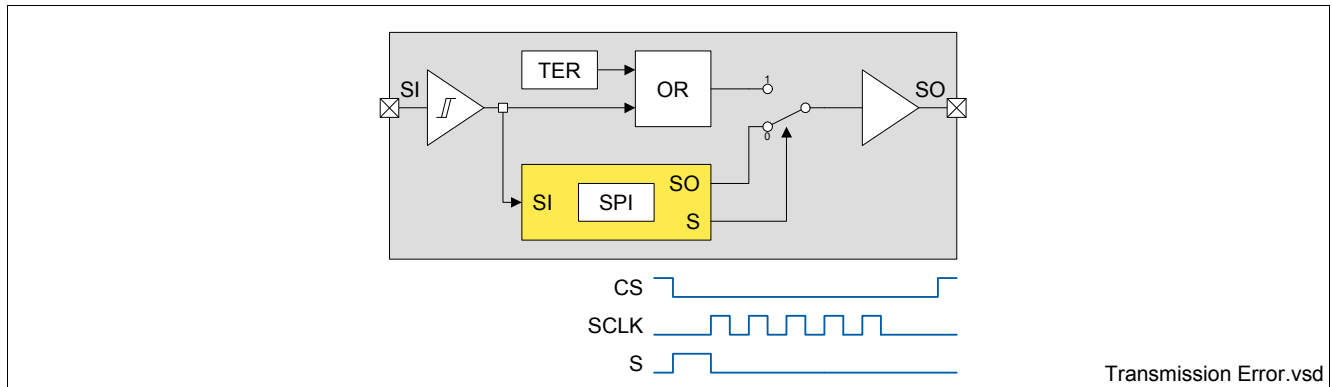 TER
SI
OR
1
SO
0
SO
SI
SPI
S
CS
SCLK
S
Transmission Error.vsd